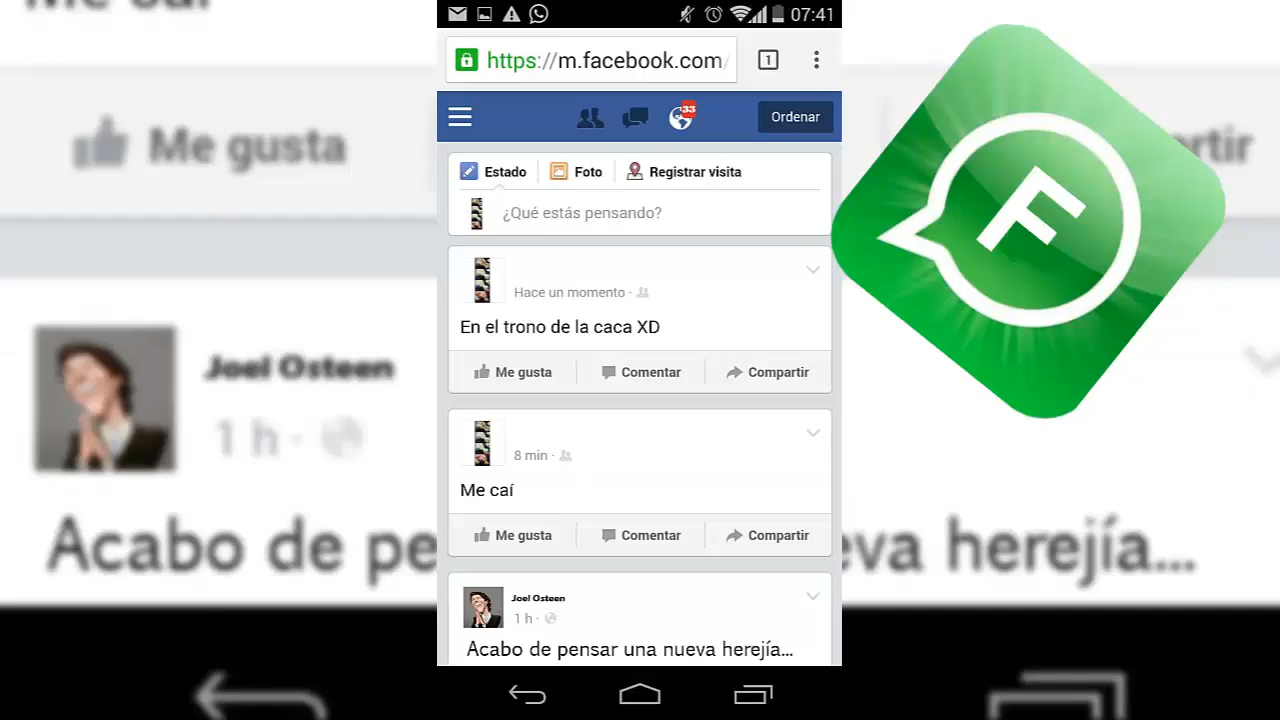 07:41
https://m.facebook.com/
1
33
Ordenar
Estado Foto Registrar visita
¿Qué estás pensando?
Hace un momento ·
En el trono de la caca XD
Me gusta Comentar Compartir
8 min ·
Me caí
Me gusta Comentar Compartir
Joel Osteen
1 h ·
Acabo de pensar una nueva herejía...
F
Me gusta
rtir
Joel Osteen
1 h ·
Acabo de pe
eva herejía...